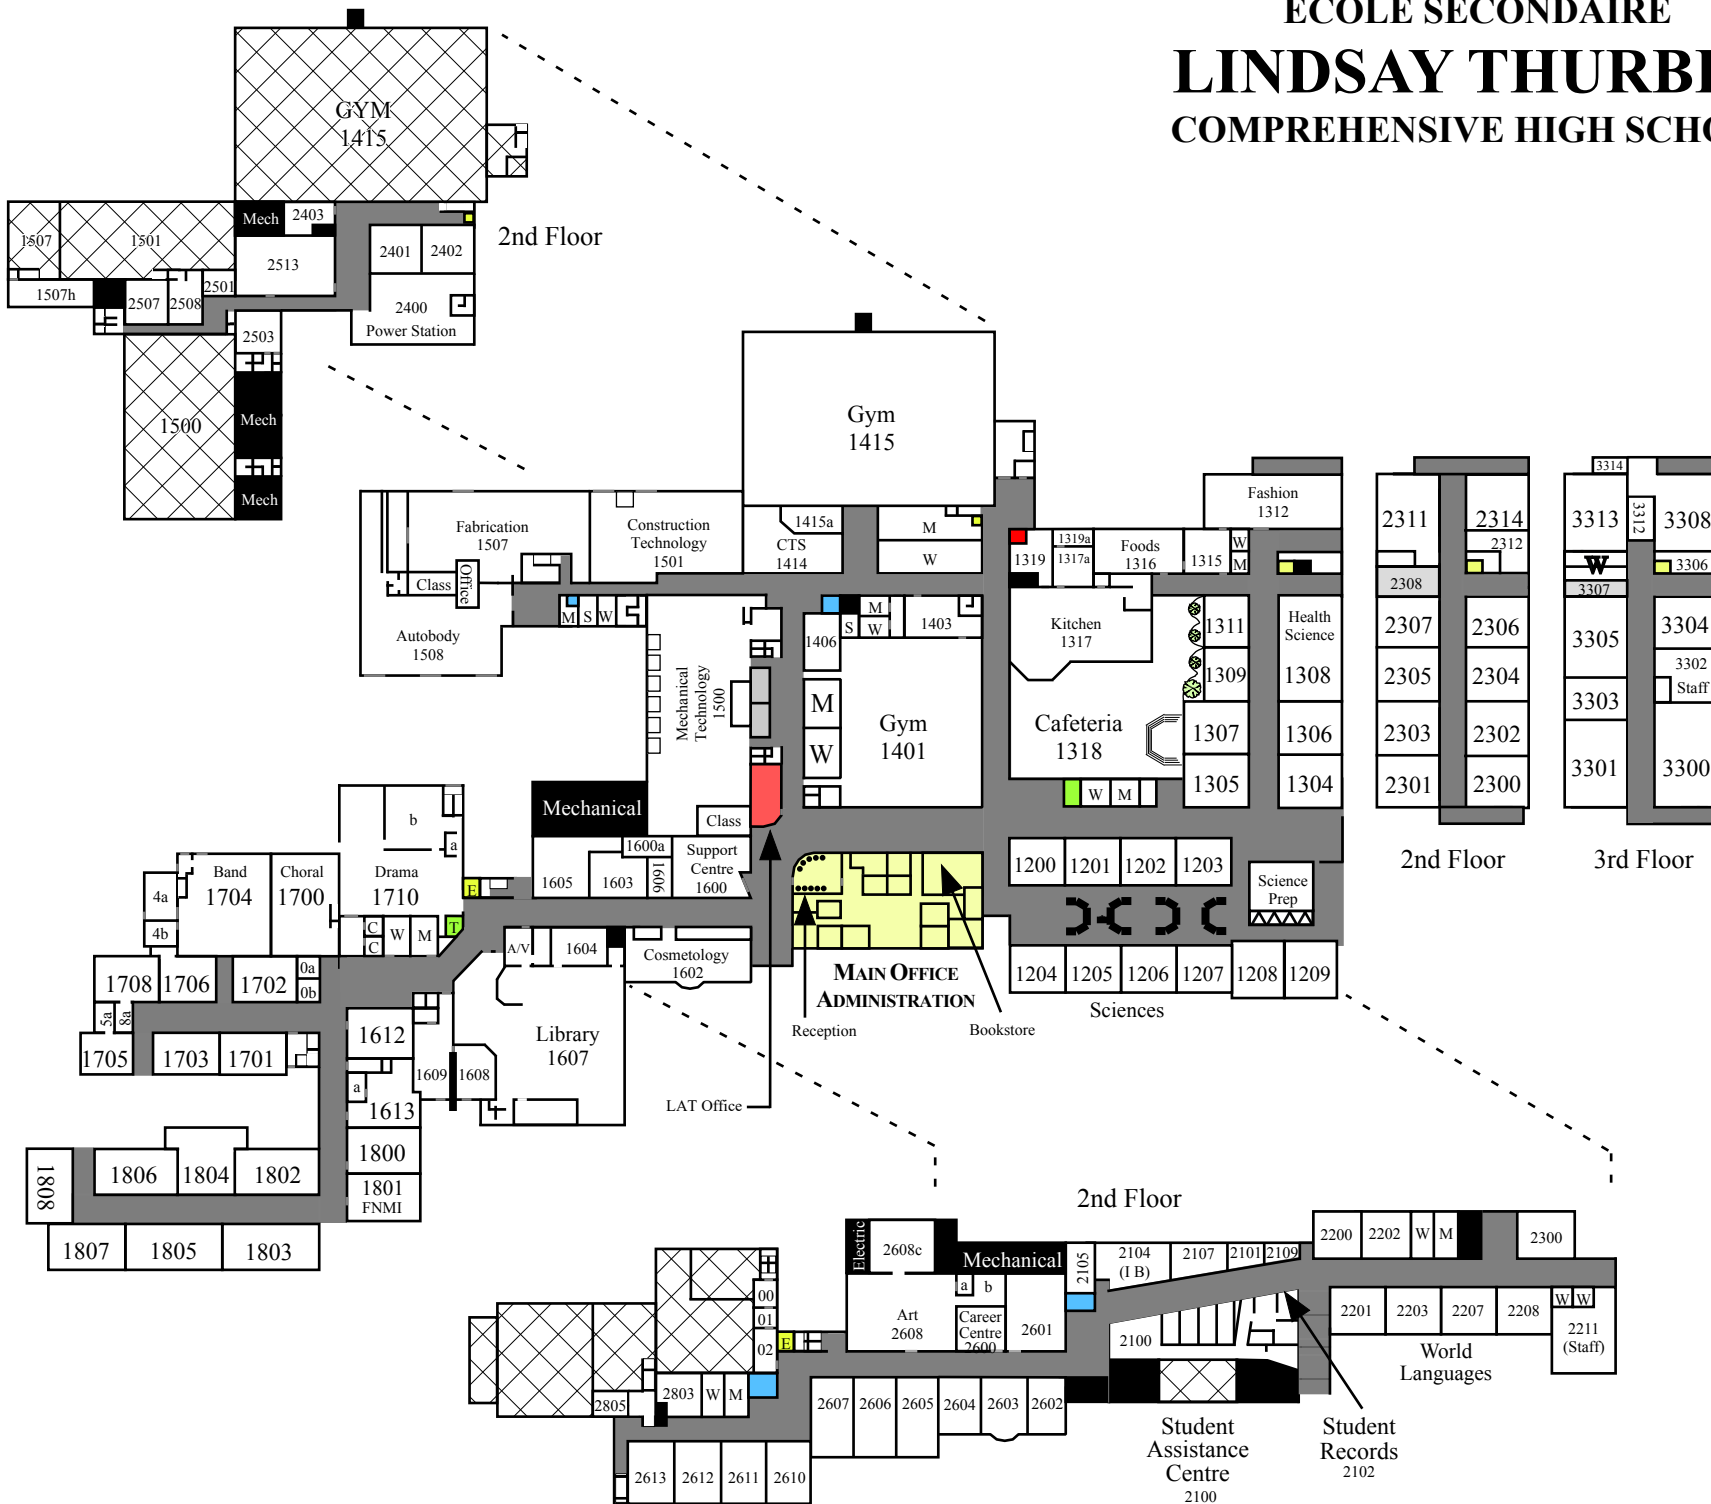 ECOLE SECONDAIRE
LINDSAY THURB
COMPREHENSIVE HIGH SCHO
GYM
1415
Mech
2403
1507
1501
2513
2401
2402
2nd Floor
1507h
2507
2508
2501
2400
Power Station
2503
1500
Mech
Mech
Gym
1415
Fabrication
1507
Construction
Technology
1501
1415a
CTS
1414
M
W
Class
Office
Autobody
1508
M
S
W
Mechanical
Technology
1500
1406
S
M
W
1403
M
W
Gym
1401
1319
1319a
1317a
Foods
1316
1315
W
M
Fashion
1312
Kitchen
1317
Cafeteria
1318
1311
1309
1307
1305
Health
Science
1308
1306
1304
W
M
2311
2314
2312
2308
2307
2306
2305
2304
2303
2302
2301
2300
2nd Floor
3314
3313
3312
3308
W
3306
3307
3305
3304
3302
Staff
3303
3301
3300
3rd Floor
Mechanical
Class
1600a
1605
1603
1606
Support
Centre
1600
b
a
Drama
1710
Band
1704
Choral
1700
4a
4b
E
T
C
C
W
M
A/V
1604
Cosmetology
1602
1200
1201
1202
1203
Science
Prep
1204
1205
1206
1207
1208
1209
Sciences
MAIN OFFICE
ADMINISTRATION
Reception
Bookstore
LAT Office
1708
1706
1702
0a
0b
5a
8a
1705
1703
1701
1612
a
1613
1609
1608
Library
1607
1800
1801
FNMI
1808
1806
1804
1802
1807
1805
1803
2nd Floor
Electric
2608c
Mechanical
2105
2104
(I B)
2107
2101
2109
2200
2202
W
M
2300
a
b
Art
2608
Career
Centre
2600
2601
2100
2201
2203
2207
2208
W
W
2211
(Staff)
World
Languages
00
01
02
E
2803
W
M
2805
2607
2606
2605
2604
2603
2602
2613
2612
2611
2610
Student
Assistance
Centre
2100
Student
Records
2102